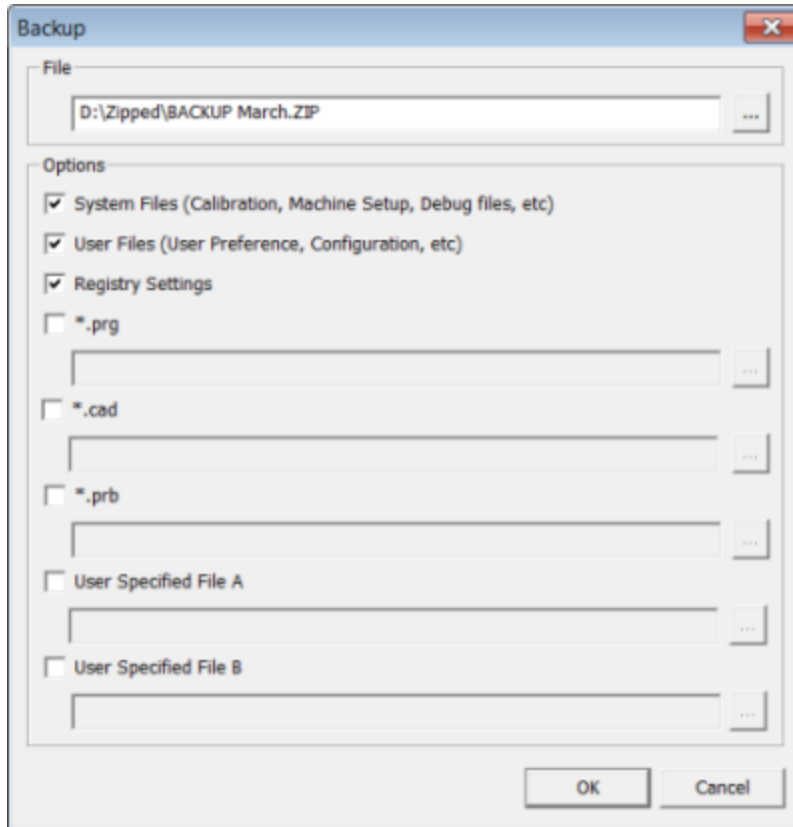 Backup
File
D:\Zipped\BACKUP March.ZIP
...
Options
System Files (Calibration, Machine Setup, Debug files, etc)
User Files (User Preference, Configuration, etc)
Registry Settings
*.prg
...
*.cad
...
*.prb
...
User Specified File A
...
User Specified File B
...
OK Cancel